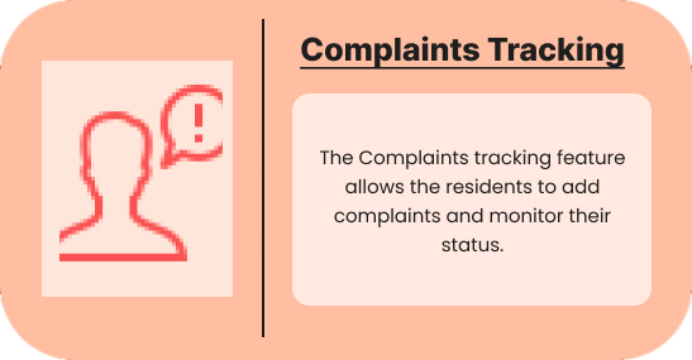 Complaints Tracking
The Complaints tracking feature
allows the residents to add
complaints and monitor their
status.